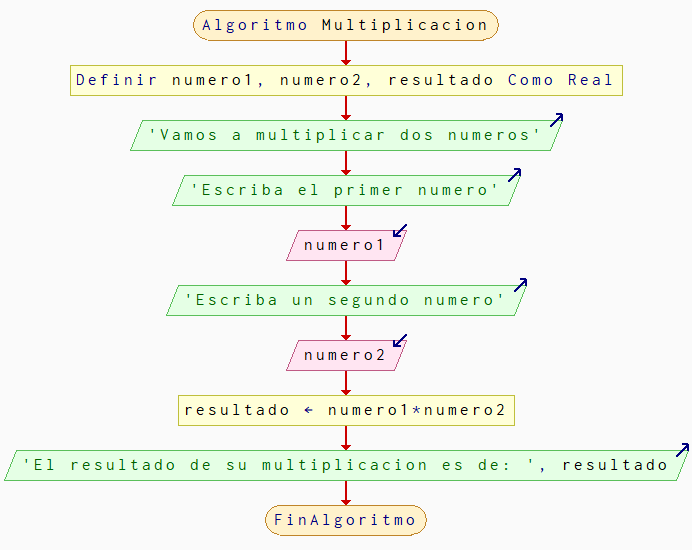 Algoritmo Multiplicacion
Definir numero1, numero2, resultado Como Real
'Vamos a multiplicar dos numeros'
'Escriba el primer numero'
numero1
'Escriba un segundo numero'
numero2
resultado ← numero1*numero2
'El resultado de su multiplicacion es de: ', resultado
FinAlgoritmo